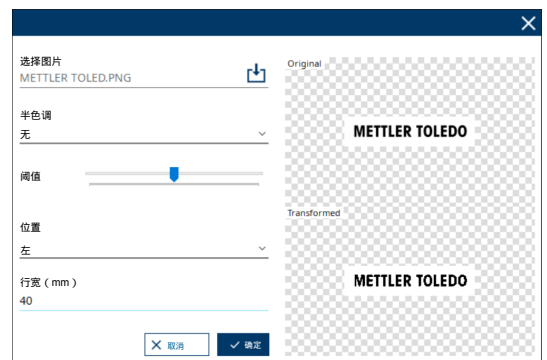 选择图片
METTLER TOLED.PNG
半色调
无
阈值
位置
左
行宽（mm）
40
取消
确定
Original
METTLER TOLEDO
Transformed
METTLER TOLEDO